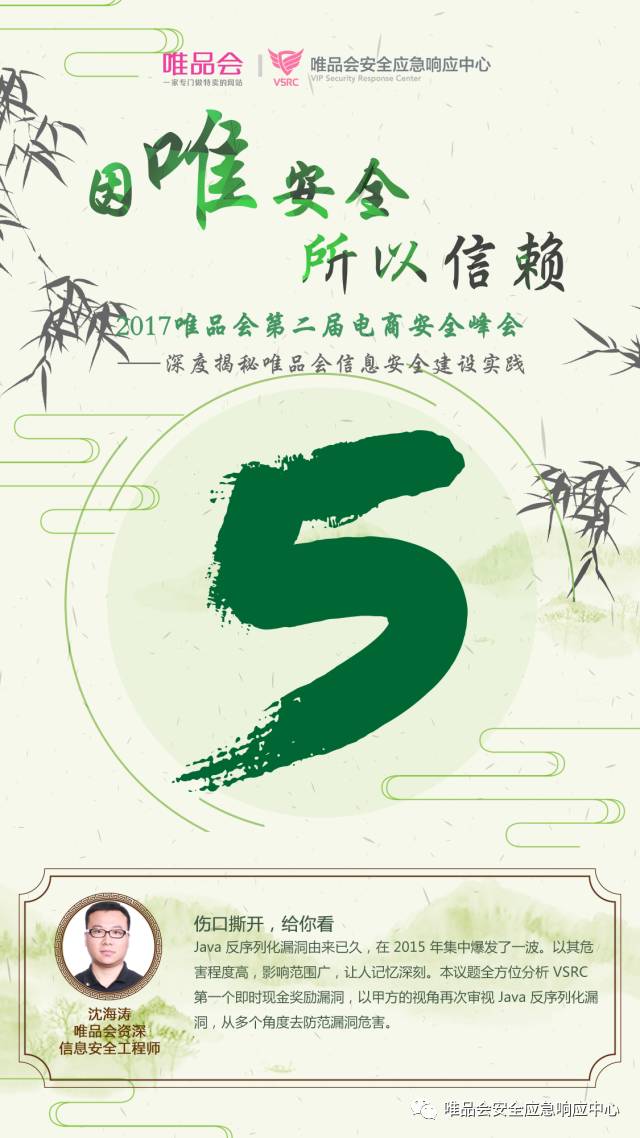 唯品会
一家专门做特卖的网站
VSRC
唯品会安全应急响应中心
VIP Security Response Center
因唯安全
所以信赖
2017唯品会第二届电商安全峰会
——深度揭秘唯品会信息安全建设实践
5
伤口撕开，给你看
Java 反序列化漏洞由来已久，在 2015 年集中爆发了一波。以其危
害程度高，影响范围广，让人记忆深刻。本议题全方位分析 VSRC
第一个即时现金奖励漏洞，以甲方的视角再次审视 Java 反序列化漏
洞，从多个角度去防范漏洞危害。
沈海涛
唯品会资深
信息安全工程师
唯品会安全应急响应中心